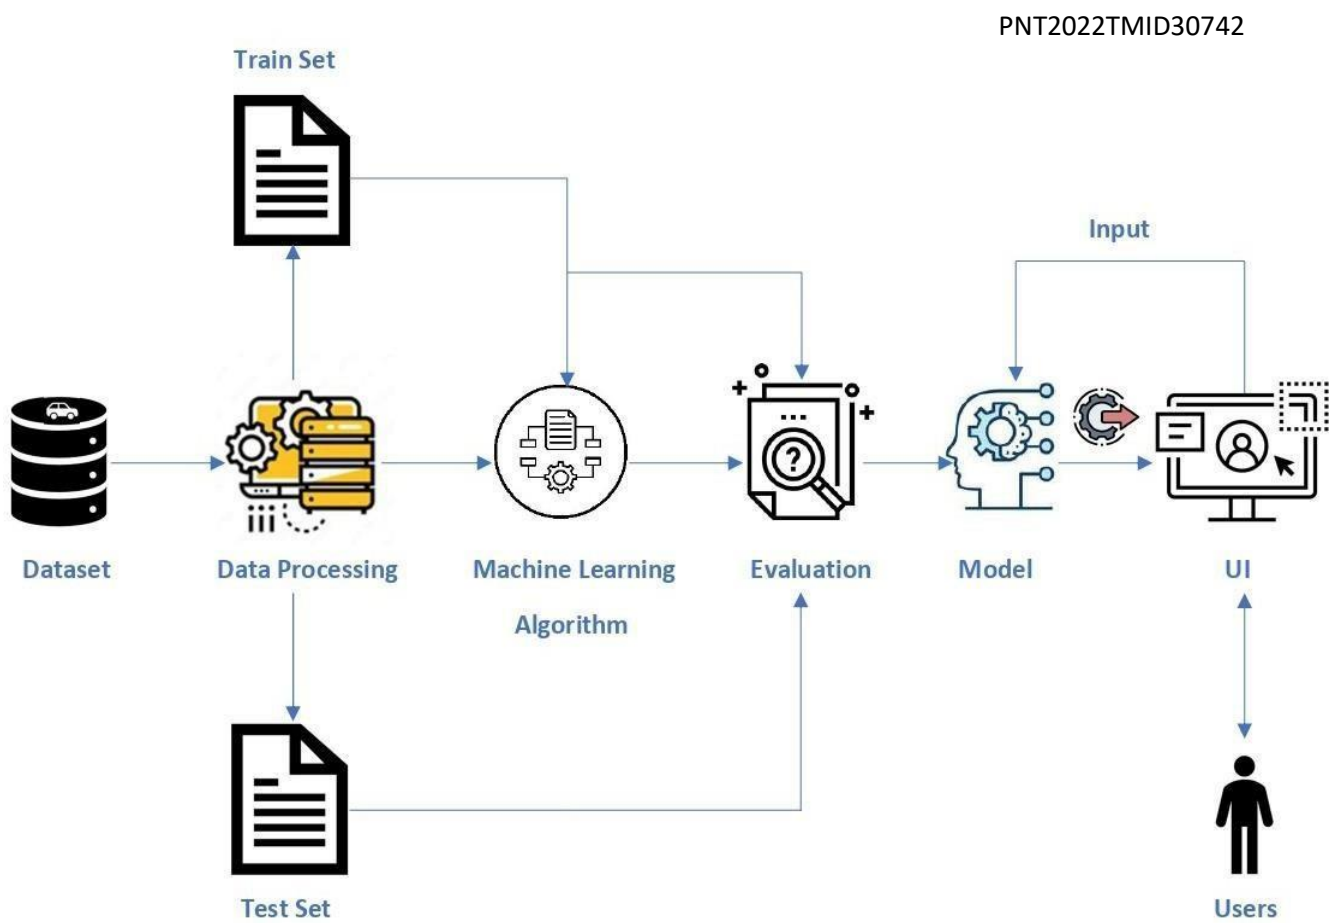 PNT2022TMID30742
Train Set
Input
Dataset
Data Processing
Machine Learning
Algorithm
Evaluation
?
Model
UI
Test Set
Users